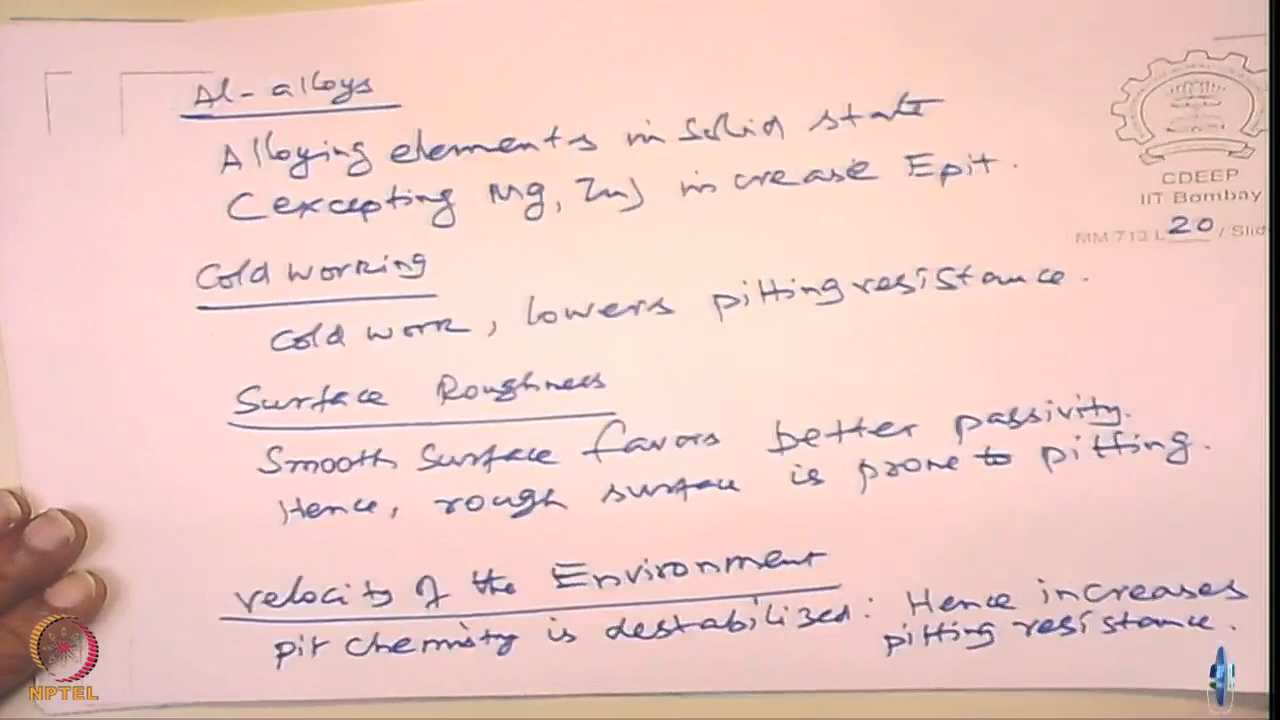 Al-alloys
Alloying elements in solid state
(excepting Mg, Zn) increase Epit.
Cold working
Cold work, lowers pitting resistance.
Surface Roughness
Smooth surface favors better passivity.
Hence, rough surface is prone to pitting.
velocity of the Environment
pit chemistry is destabilized: Hence increases
pitting resistance.
CDEEP
IIT Bombay
MM 713 L 20 / Slid
NPTEL